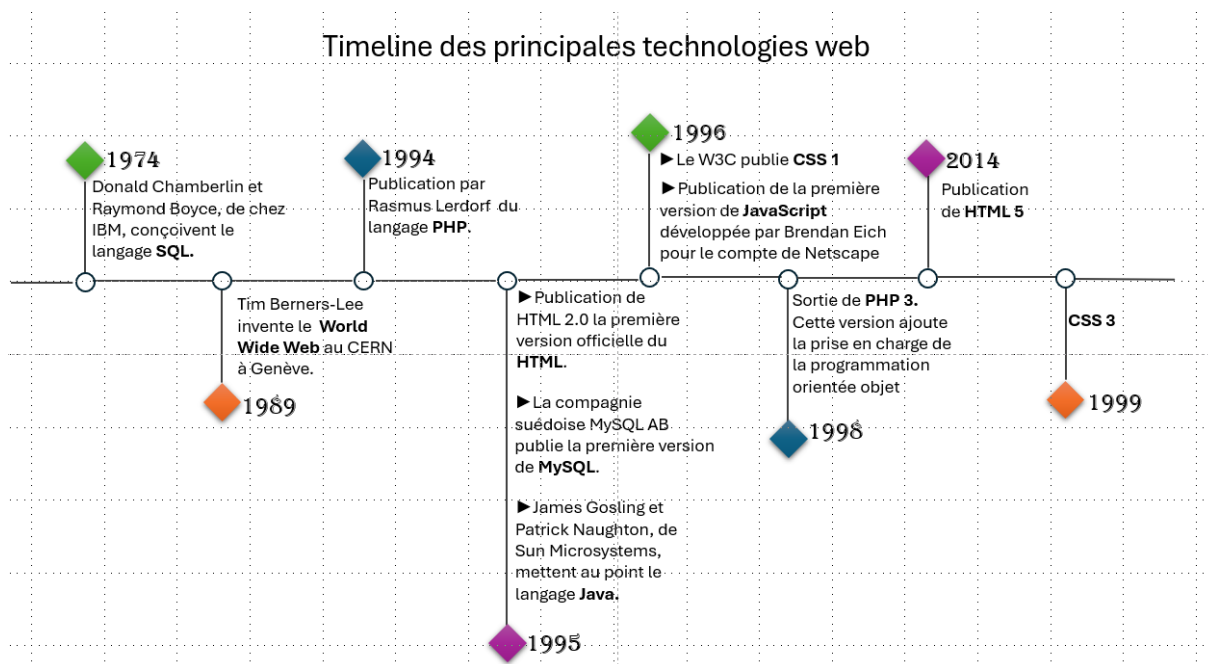 Timeline des principales technologies web
1974
Donald Chamberlin et
Raymond Boyce, de chez
IBM, conçoivent le
langage SQL.
Tim Berners-Lee
invente le World
Wide Web au CERN
à Genève.
1989
1994
Publication par
Rasmus Lerdorf du
langage PHP.
►Publication de
HTML 2.0 la première
version officielle du
HTML.
►La compagnie
suédoise MySQL AB
publie la première version
de MySQL.
►James Gosling et
Patrick Naughton, de
Sun Microsystems,
mettent au point le
langage Java.
1995
1996
►Le W3C publie CSS 1
►Publication de la première
version de JavaScript
développée par Brendan Eich
pour le compte de Netscape
Sortie de PHP 3.
Cette version ajoute
la prise en charge de
la programmation
orientée objet
1998
2014
Publication
de HTML 5
CSS 3
1999